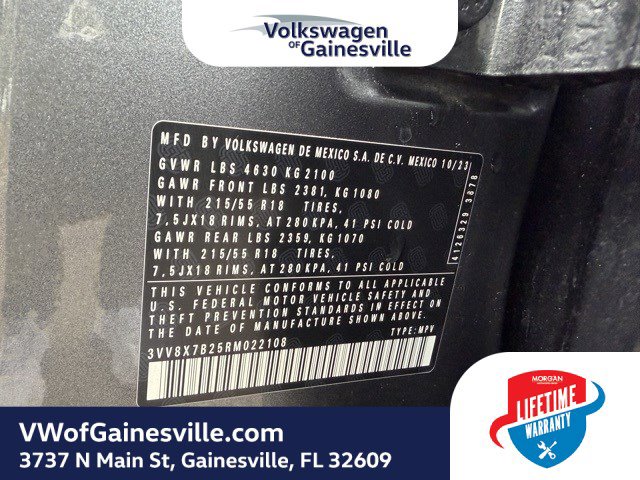 Volkswagen
OF Gainesville
MFD BY VOLKSWAGEN DE MEXICO S.A. DE C.V. MEXICO 10/23
GVWR LBS 4630 KG 2100
GAWR FRONT LBS 2381, KG 1080
WITH 215/55 R18 TIRES,
7,5JX18 RIMS, AT 280 KPA, 41 PSI COLD
GAWR REAR LBS 2359, KG 1070
WITH 215/55 R18 TIRES,
7,5JX18 RIMS, AT 280 KPA, 41 PSI COLD
THIS VEHICLE CONFORMS TO ALL APPLICABLE
U.S. FEDERAL MOTOR VEHICLE SAFETY AND
THEFT PREVENTION STANDARDS IN EFFECT ON
THE DATE OF MANUFACTURE SHOWN ABOVE
3VV8X7B25RM022108 TYPE: MPV
4126329 3878
MORGAN
LIFETIME
WARRANTY
VWofGainesville.com
3737 N Main St, Gainesville, FL 32609